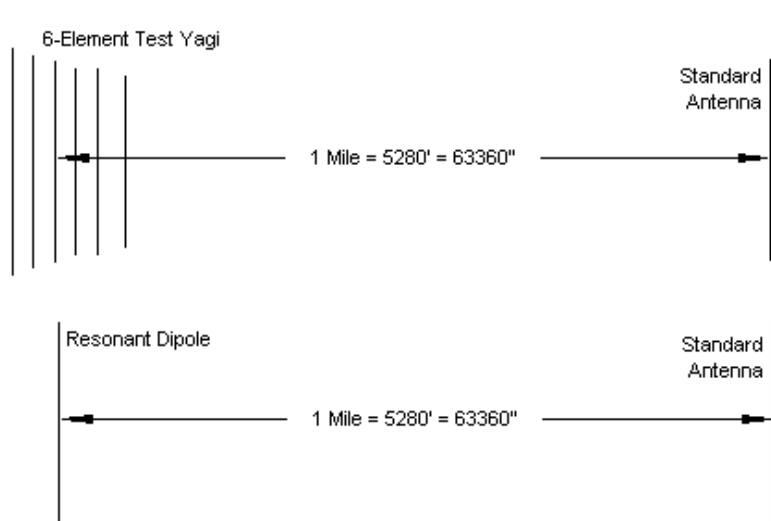 6-Element Test Yagi
Standard
Antenna
1 Mile = 5280' = 63360"
Resonant Dipole
Standard
Antenna
1 Mile = 5280' = 63360"